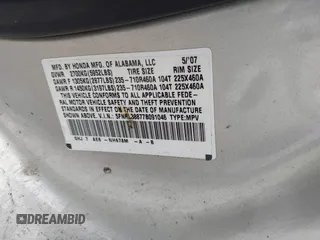 MFD. BY HONDA MFG. OF ALABAMA, LLC 5/'07
GVWR 2700KG(5952LBS) TIRE SIZE RIM SIZE
GAWR F 1305KG(2877LBS) 235-710R460A 104T 225X460A
GAWR R 1450KG(3197LBS) 235-710R460A 104T 225X460A
THIS VEHICLE CONFORMS TO ALL APPLICABLE FEDE-
RAL MOTOR VEHICLE SAFETY AND THEFT PREVENTION
STANDARDS IN EFFECT ON THE DATE OF MANUFACTURE
SHOWN ABOVE. V.I.N.: TYPE:MPV
NH678M -A-B
DREAMBID